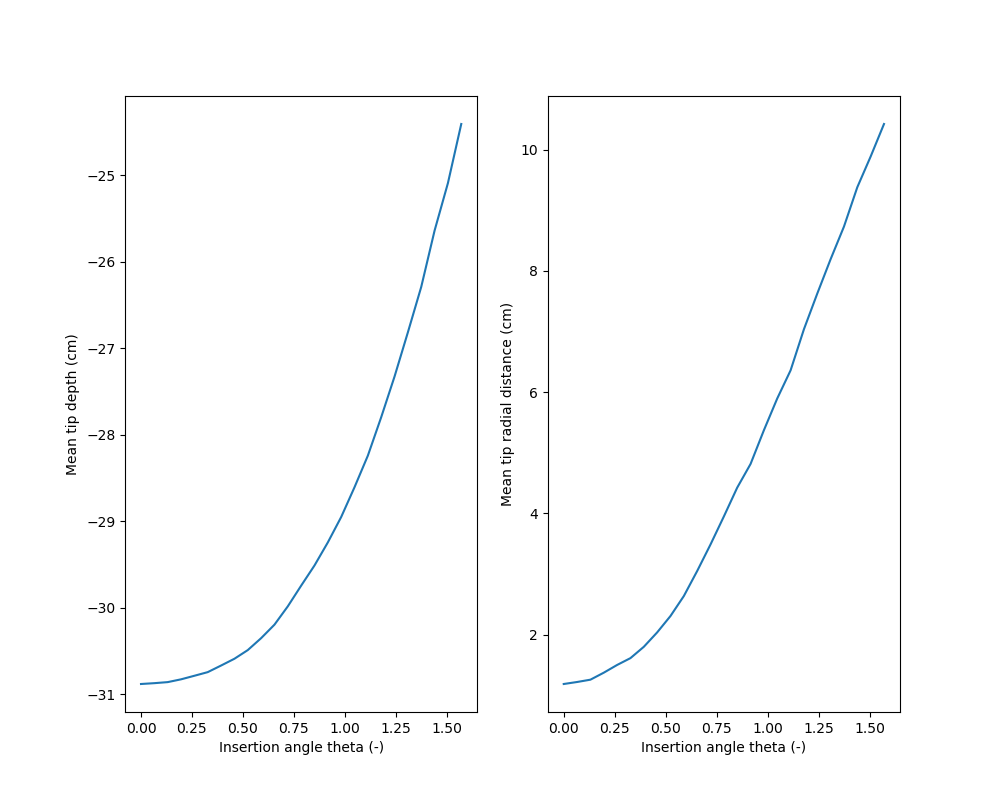 Mean tip depth (cm)
−25
−26
−27
−28
−29
−30
−31
0.00 0.25 0.50 0.75 1.00 1.25 1.50
Insertion angle theta (-)
Mean tip radial distance (cm)
10
8
6
4
2
0.00 0.25 0.50 0.75 1.00 1.25 1.50
Insertion angle theta (-)